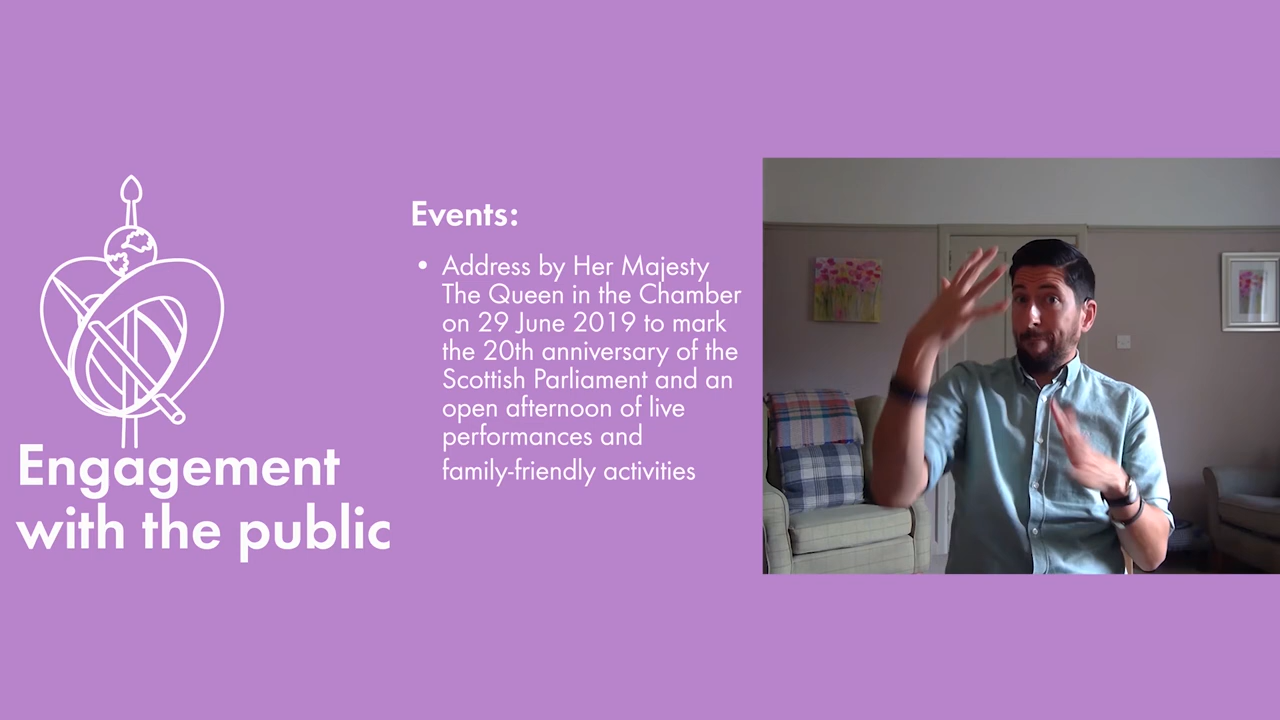 Engagement
with the public
Events:
• Address by Her Majesty
The Queen in the Chamber
on 29 June 2019 to mark
the 20th anniversary of the
Scottish Parliament and an
open afternoon of live
performances and
family-friendly activities